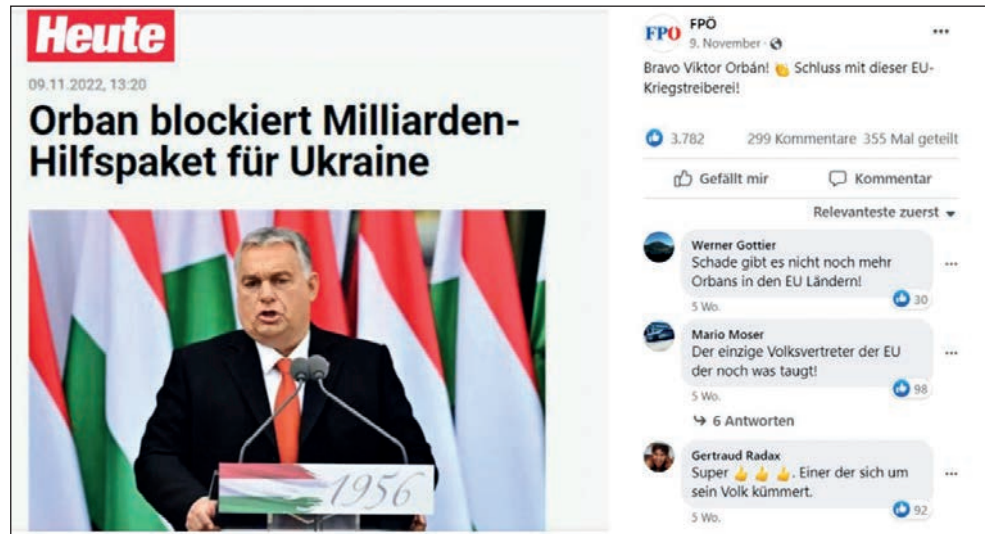 Heute
09.11.2022, 13:20
Orban blockiert Milliarden-
Hilfspaket für Ukraine
1956
FPÖ
FPÖ
9. November ·
Bravo Viktor Orbán! 👏 Schluss mit dieser EU-
Kriegstreiberei!
3.782 299 Kommentare 355 Mal geteilt
Gefällt mir Kommentar
Relevanteste zuerst
Werner Gottier
Schade gibt es nicht noch mehr
Orbans in den EU Ländern!
30
5 Wo.
Mario Moser
Der einzige Volksvertreter der EU
der noch was taugt!
98
5 Wo.
6 Antworten
Gertraud Radax
Super 👍 👍 👍. Einer der sich um
sein Volk kümmert.
92
5 Wo.